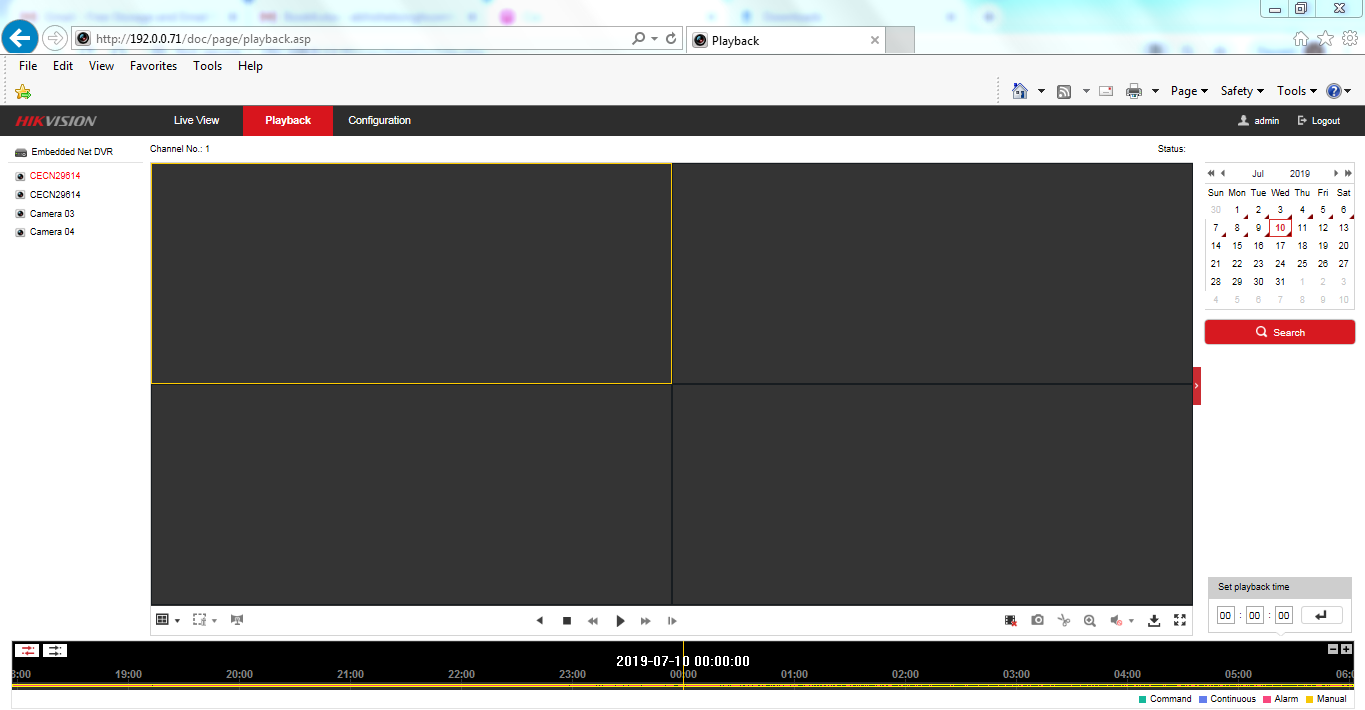 http://192.0.0.71/doc/page/playback.asp
Playback
File Edit View Favorites Tools Help
Page Safety Tools
HIKVISION Live View Playback Configuration admin Logout
Embedded Net DVR
Channel No.: 1
Status:
CECN29614
CECN29614
Camera 03
Camera 04
Jul 2019
Sun Mon Tue Wed Thu Fri Sat
30 1 2 3 4 5 6
7 8 9 10 11 12 13
14 15 16 17 18 19 20
21 22 23 24 25 26 27
28 29 30 31 1 2 3
4 5 6 7 8 9 10
Search
Set playback time
00 : 00 : 00
2019-07-10 00:00:00
8:00 19:00 20:00 21:00 22:00 23:00 00:00 01:00 02:00 03:00 04:00 05:00 06:0
Command Continuous Alarm Manual